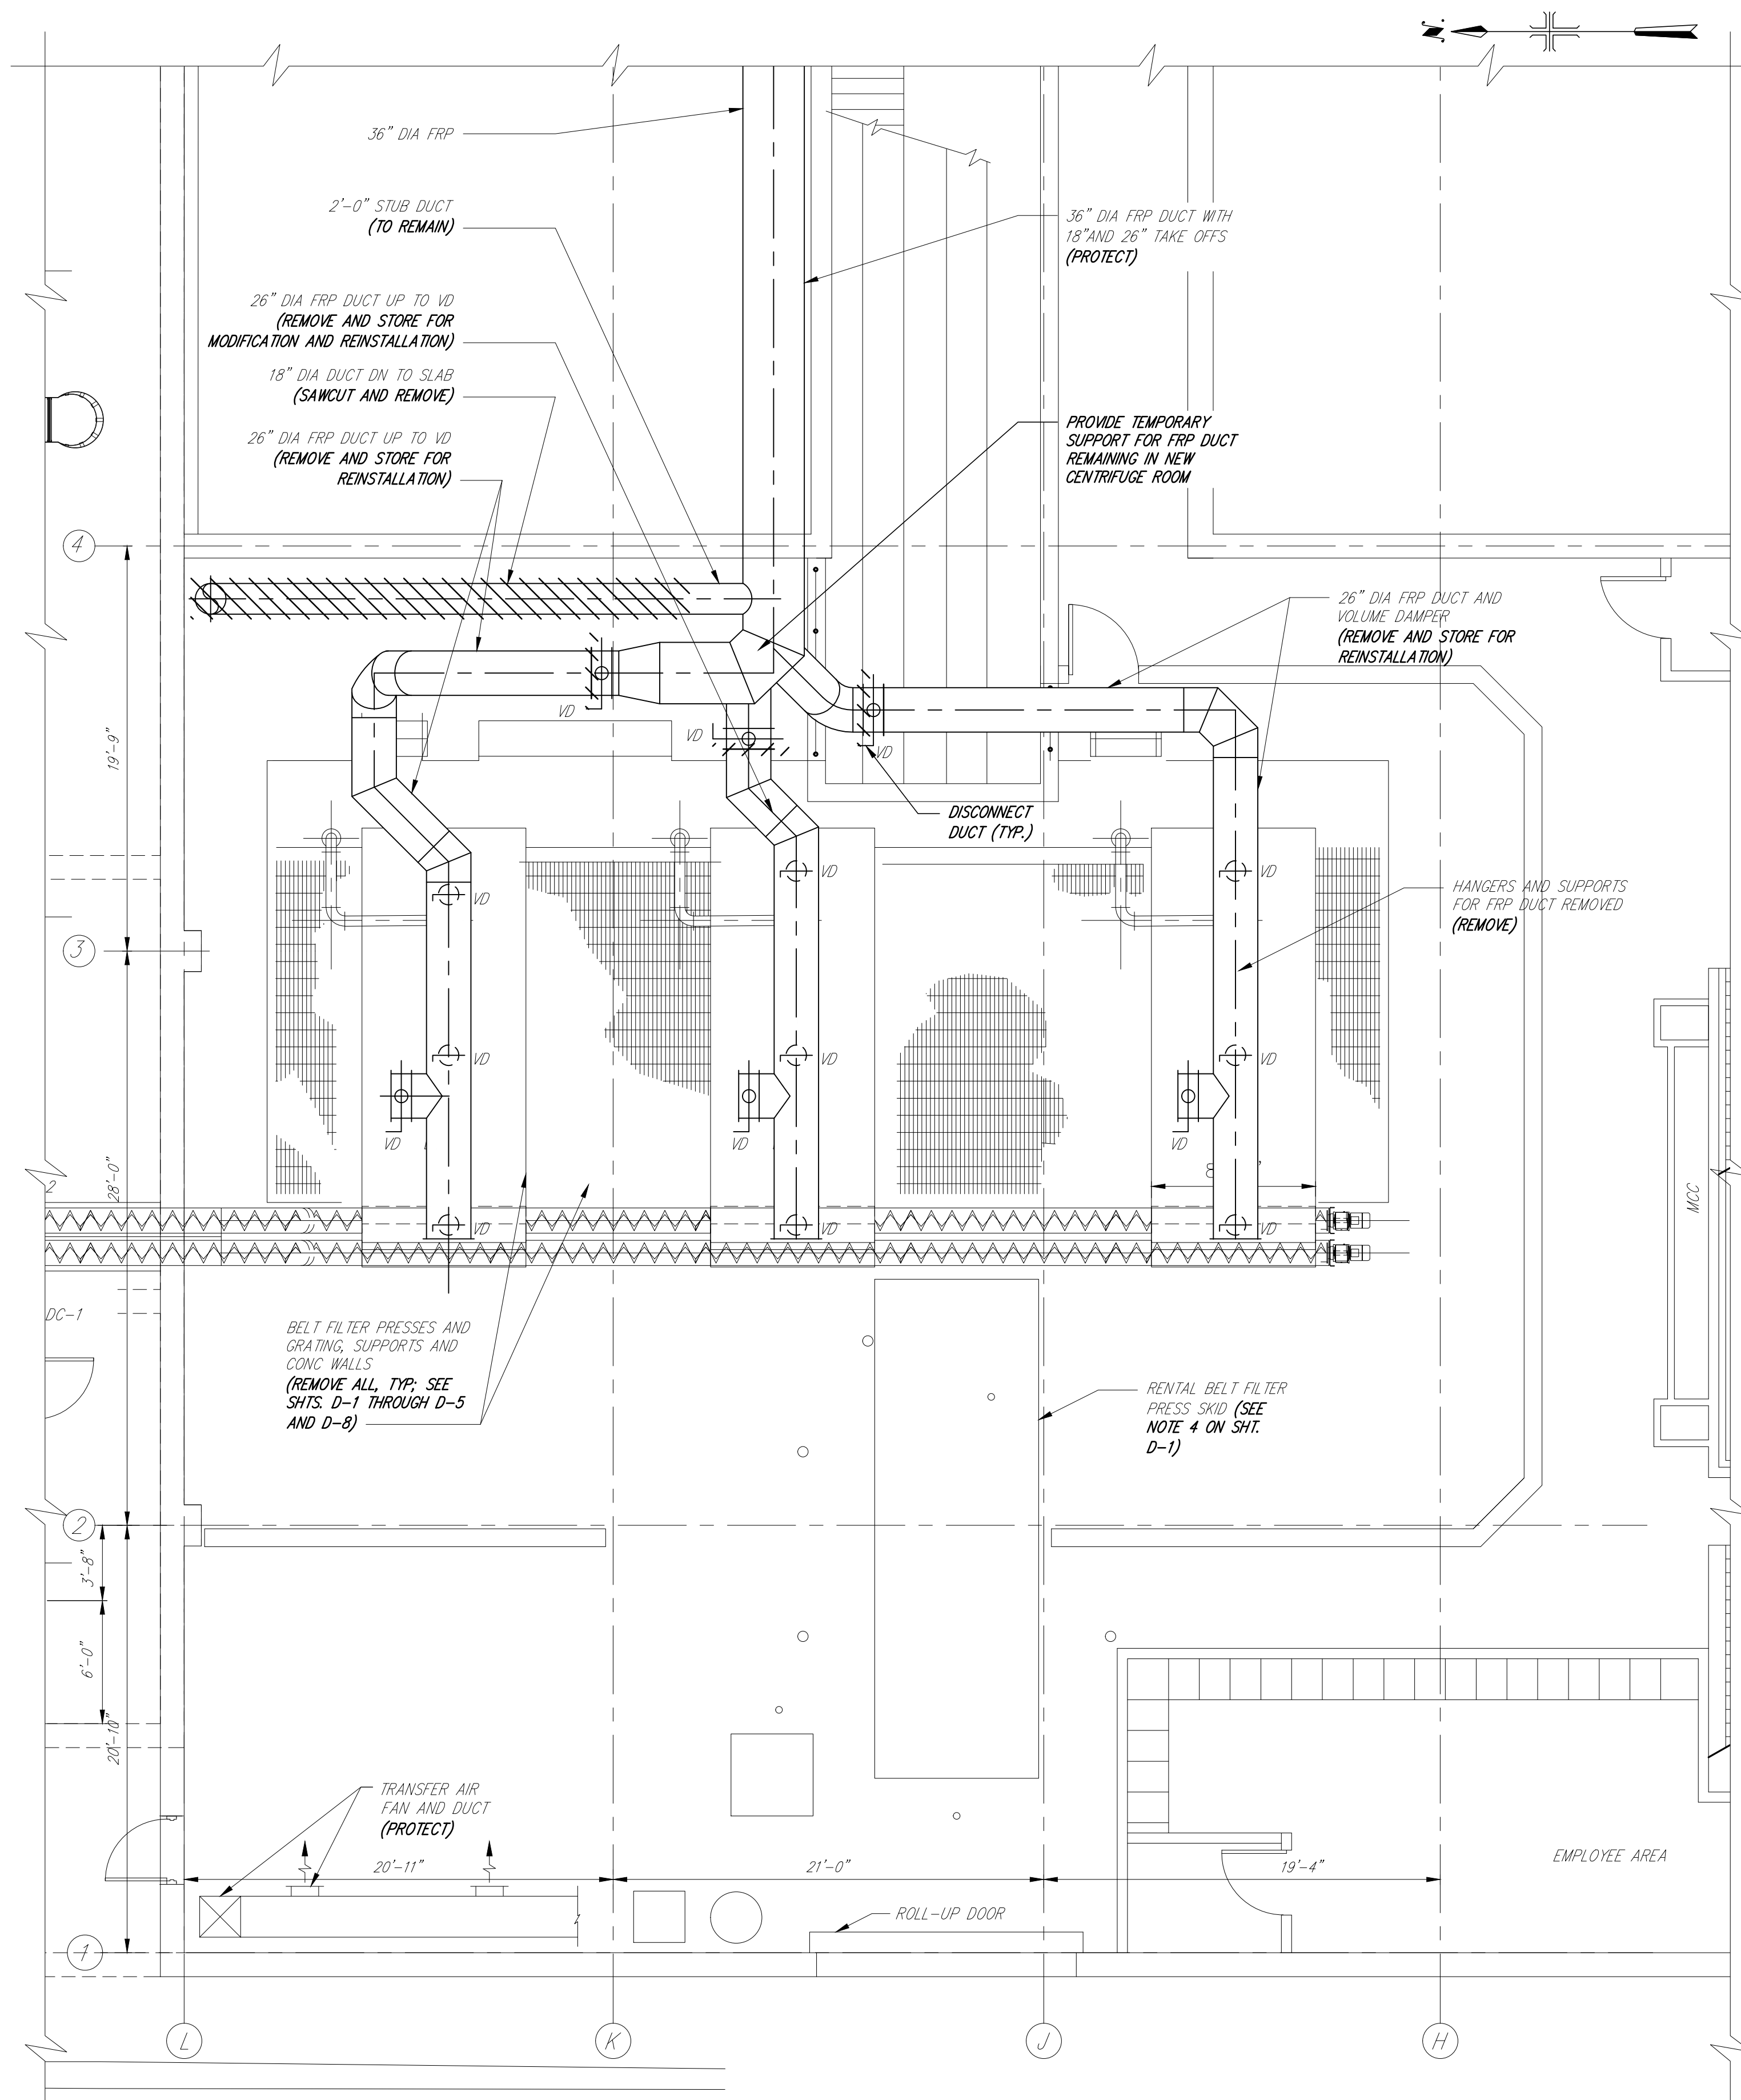 N.
36" DIA FRP
2'-0" STUB DUCT
(TO REMAIN)
36" DIA FRP DUCT WITH
18"AND 26" TAKE OFFS
(PROTECT)
26" DIA FRP DUCT UP TO VD
(REMOVE AND STORE FOR
MODIFICATION AND REINSTALLATION)
18" DIA DUCT DN TO SLAB
(SAWCUT AND REMOVE)
26" DIA FRP DUCT UP TO VD
(REMOVE AND STORE FOR
REINSTALLATION)
PROVIDE TEMPORARY
SUPPORT FOR FRP DUCT
REMAINING IN NEW
CENTRIFUGE ROOM
4
26" DIA FRP DUCT AND
VOLUME DAMPER
(REMOVE AND STORE FOR
REINSTALLATION)
VD
VD
VD
19'-9"
DISCONNECT
DUCT (TYP.)
VD
VD
VD
HANGERS AND SUPPORTS
FOR FRP DUCT REMOVED
(REMOVE)
3
VD
VD
VD
VD
VD
VD
28'-0"
2
8
MCC
VD
VD
VD
DC-1
BELT FILTER PRESSES AND
GRATING, SUPPORTS AND
CONC WALLS
(REMOVE ALL, TYP; SEE
SHTS. D-1 THROUGH D-5
AND D-8)
RENTAL BELT FILTER
PRESS SKID (SEE
NOTE 4 ON SHT.
D-1)
2
3'-8"
6'-0"
20'-10"
TRANSFER AIR
FAN AND DUCT
(PROTECT)
20'-11"
21'-0"
19'-4"
EMPLOYEE AREA
ROLL-UP DOOR
1
L
K
J
H